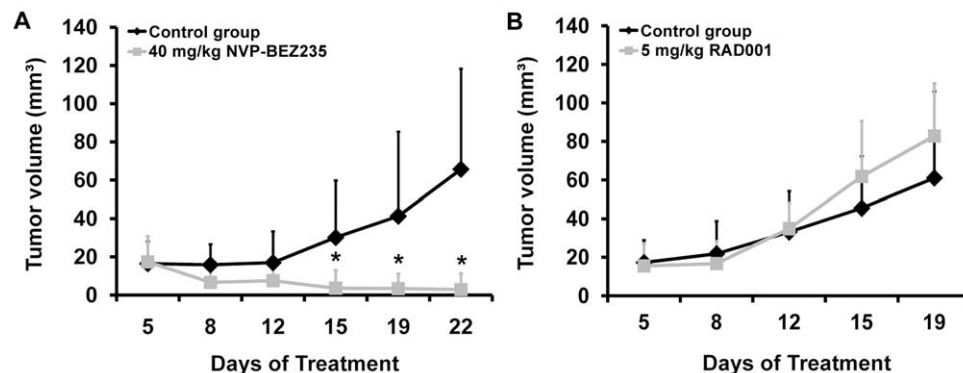 A
Control group
40 mg/kg NVP-BEZ235
Tumor volume (mm³)
140
120
100
80
60
40
20
0
* * *
5 8 12 15 19 22
Days of Treatment
B
Control group
5 mg/kg RAD001
Tumor volume (mm³)
140
120
100
80
60
40
20
0
5 8 12 15 19
Days of Treatment